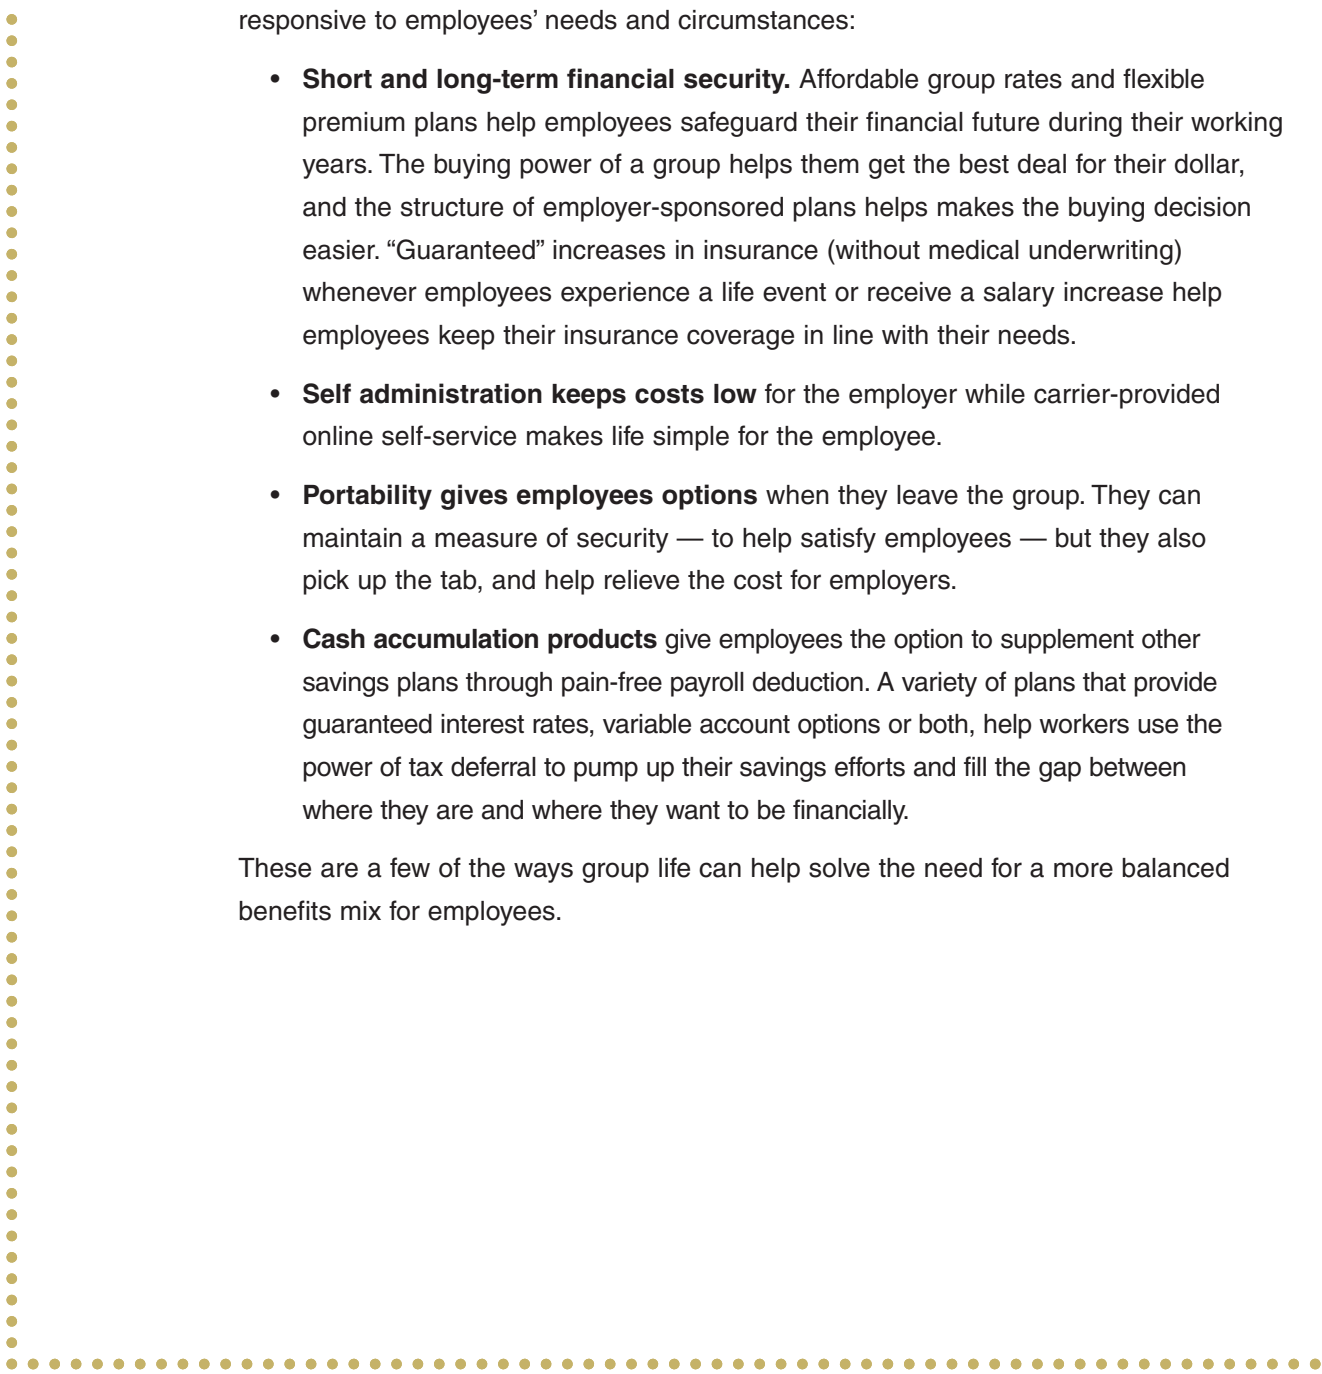 responsive to employees’ needs and circumstances:
• Short and long-term financial security. Affordable group rates and flexible
premium plans help employees safeguard their financial future during their working
years. The buying power of a group helps them get the best deal for their dollar,
and the structure of employer-sponsored plans helps makes the buying decision
easier. “Guaranteed” increases in insurance (without medical underwriting)
whenever employees experience a life event or receive a salary increase help
employees keep their insurance coverage in line with their needs.
• Self administration keeps costs low for the employer while carrier-provided
online self-service makes life simple for the employee.
• Portability gives employees options when they leave the group. They can
maintain a measure of security — to help satisfy employees — but they also
pick up the tab, and help relieve the cost for employers.
• Cash accumulation products give employees the option to supplement other
savings plans through pain-free payroll deduction. A variety of plans that provide
guaranteed interest rates, variable account options or both, help workers use the
power of tax deferral to pump up their savings efforts and fill the gap between
where they are and where they want to be financially.
These are a few of the ways group life can help solve the need for a more balanced
benefits mix for employees.